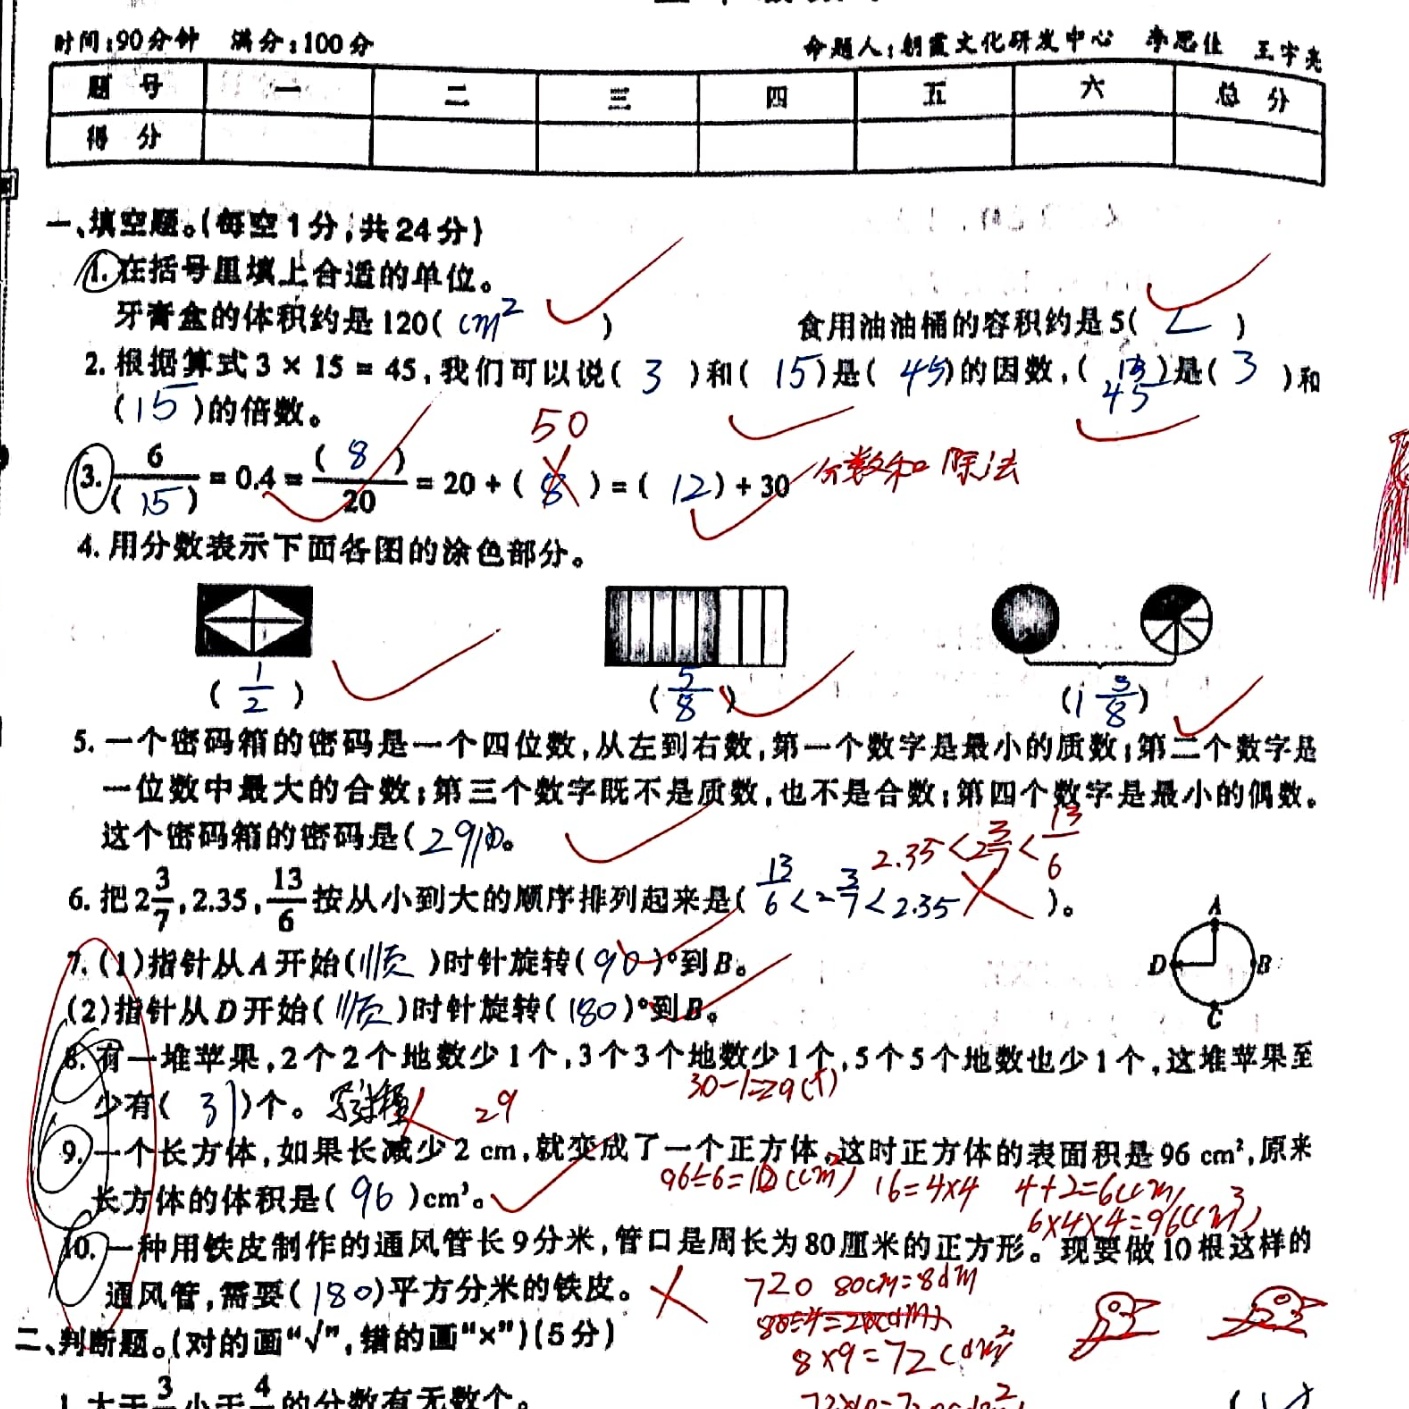 时间:90分钟 满分:100分 命题人:朝霞文化研发中心 李思佳 王宇亮
题号 一 二 三 四 五 六 总分
得分
一、填空题。(每空1分,共24分)
1.在括号里填上合适的单位。
牙膏盒的体积约是120( cm² ) 食用油油桶的容积约是5( L )
2.根据算式3×15=45,我们可以说( 3 )和( 15 )是( 45 )的因数,( 45 )是( 3 )和
( 15 )的倍数。
50
3. 6/( 15 ) = 0.4 = ( 8 )/20 = 20÷( 8 ) = ( 12 )÷30 分数和除法
4.用分数表示下面各图的涂色部分。
( 1/2 ) ( 5/8 ) ( 1 3/8 )
5.一个密码箱的密码是一个四位数,从左到右数,第一个数字是最小的质数;第二个数字是
一位数中最大的合数;第三个数字既不是质数,也不是合数;第四个数字是最小的偶数。
这个密码箱的密码是( 2910 )。
2.35<2 3/7<13/6
6.把2 3/7,2.35,13/6按从小到大的顺序排列起来是( 13/6<2 3/7<2.35 )。
7.(1)指针从A开始( 顺 )时针旋转( 90 )°到B。
(2)指针从D开始( 顺 )时针旋转( 180 )°到B。
A
D B
C
8.有一堆苹果,2个2个地数少1个,3个3个地数少1个,5个5个地数也少1个,这堆苹果至
少有( 31 )个。 29 30-1=29(个)
9.一个长方体,如果长减少2 cm,就变成了一个正方体,这时正方体的表面积是96 cm²,原来
长方体的体积是( 96 )cm³。 96÷6=16(cm²) 16=4×4 4+2=6(cm)
6×4×4=96(cm³)
10.一种用铁皮制作的通风管长9分米,管口是周长为80厘米的正方形。现要做10根这样的
通风管,需要( 180 )平方分米的铁皮。 720 80cm=8dm
8×9=72(dm²)
二、判断题。(对的画“√”,错的画“×”)(5分)
1.大于3/ 小于4/ 的分数有无数个。